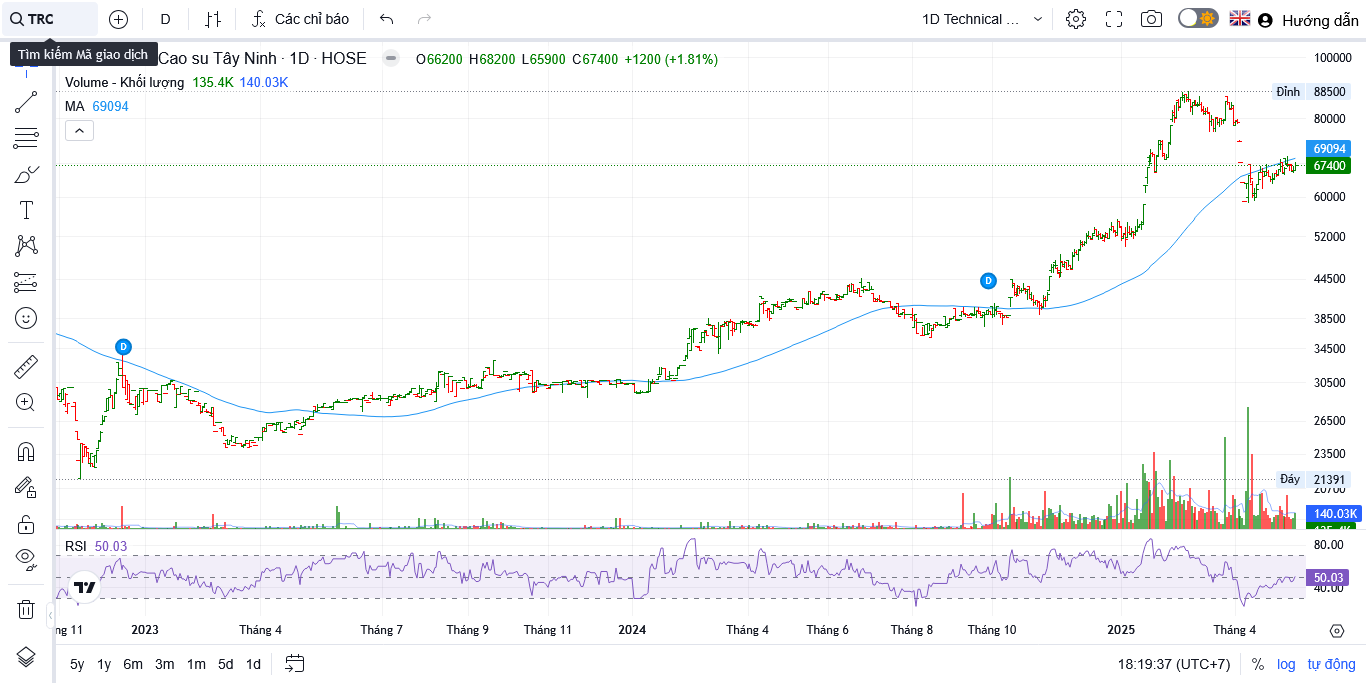 TRC D Các chỉ báo 1D Technical ... Hướng dẫn
Tìm kiếm Mã giao dịch
Cao su Tây Ninh · 1D · HOSE O66200 H68200 L65900 C67400 +1200 (+1.81%)
Volume - Khối lượng 135.4K 140.03K
MA 69094
100000
Đỉnh 88500
80000
69094
67400
60000
52000
44500
D
38500
D
34500
30500
26500
23500
Đáy 21391
20700
140.03K
135.4K
RSI 50.03
80.00
50.03
40.00
ng 11 2023 Tháng 4 Tháng 7 Tháng 9 Tháng 11 2024 Tháng 4 Tháng 6 Tháng 8 Tháng 10 2025 Tháng 4
5y 1y 6m 3m 1m 5d 1d 18:19:37 (UTC+7) % log tự động